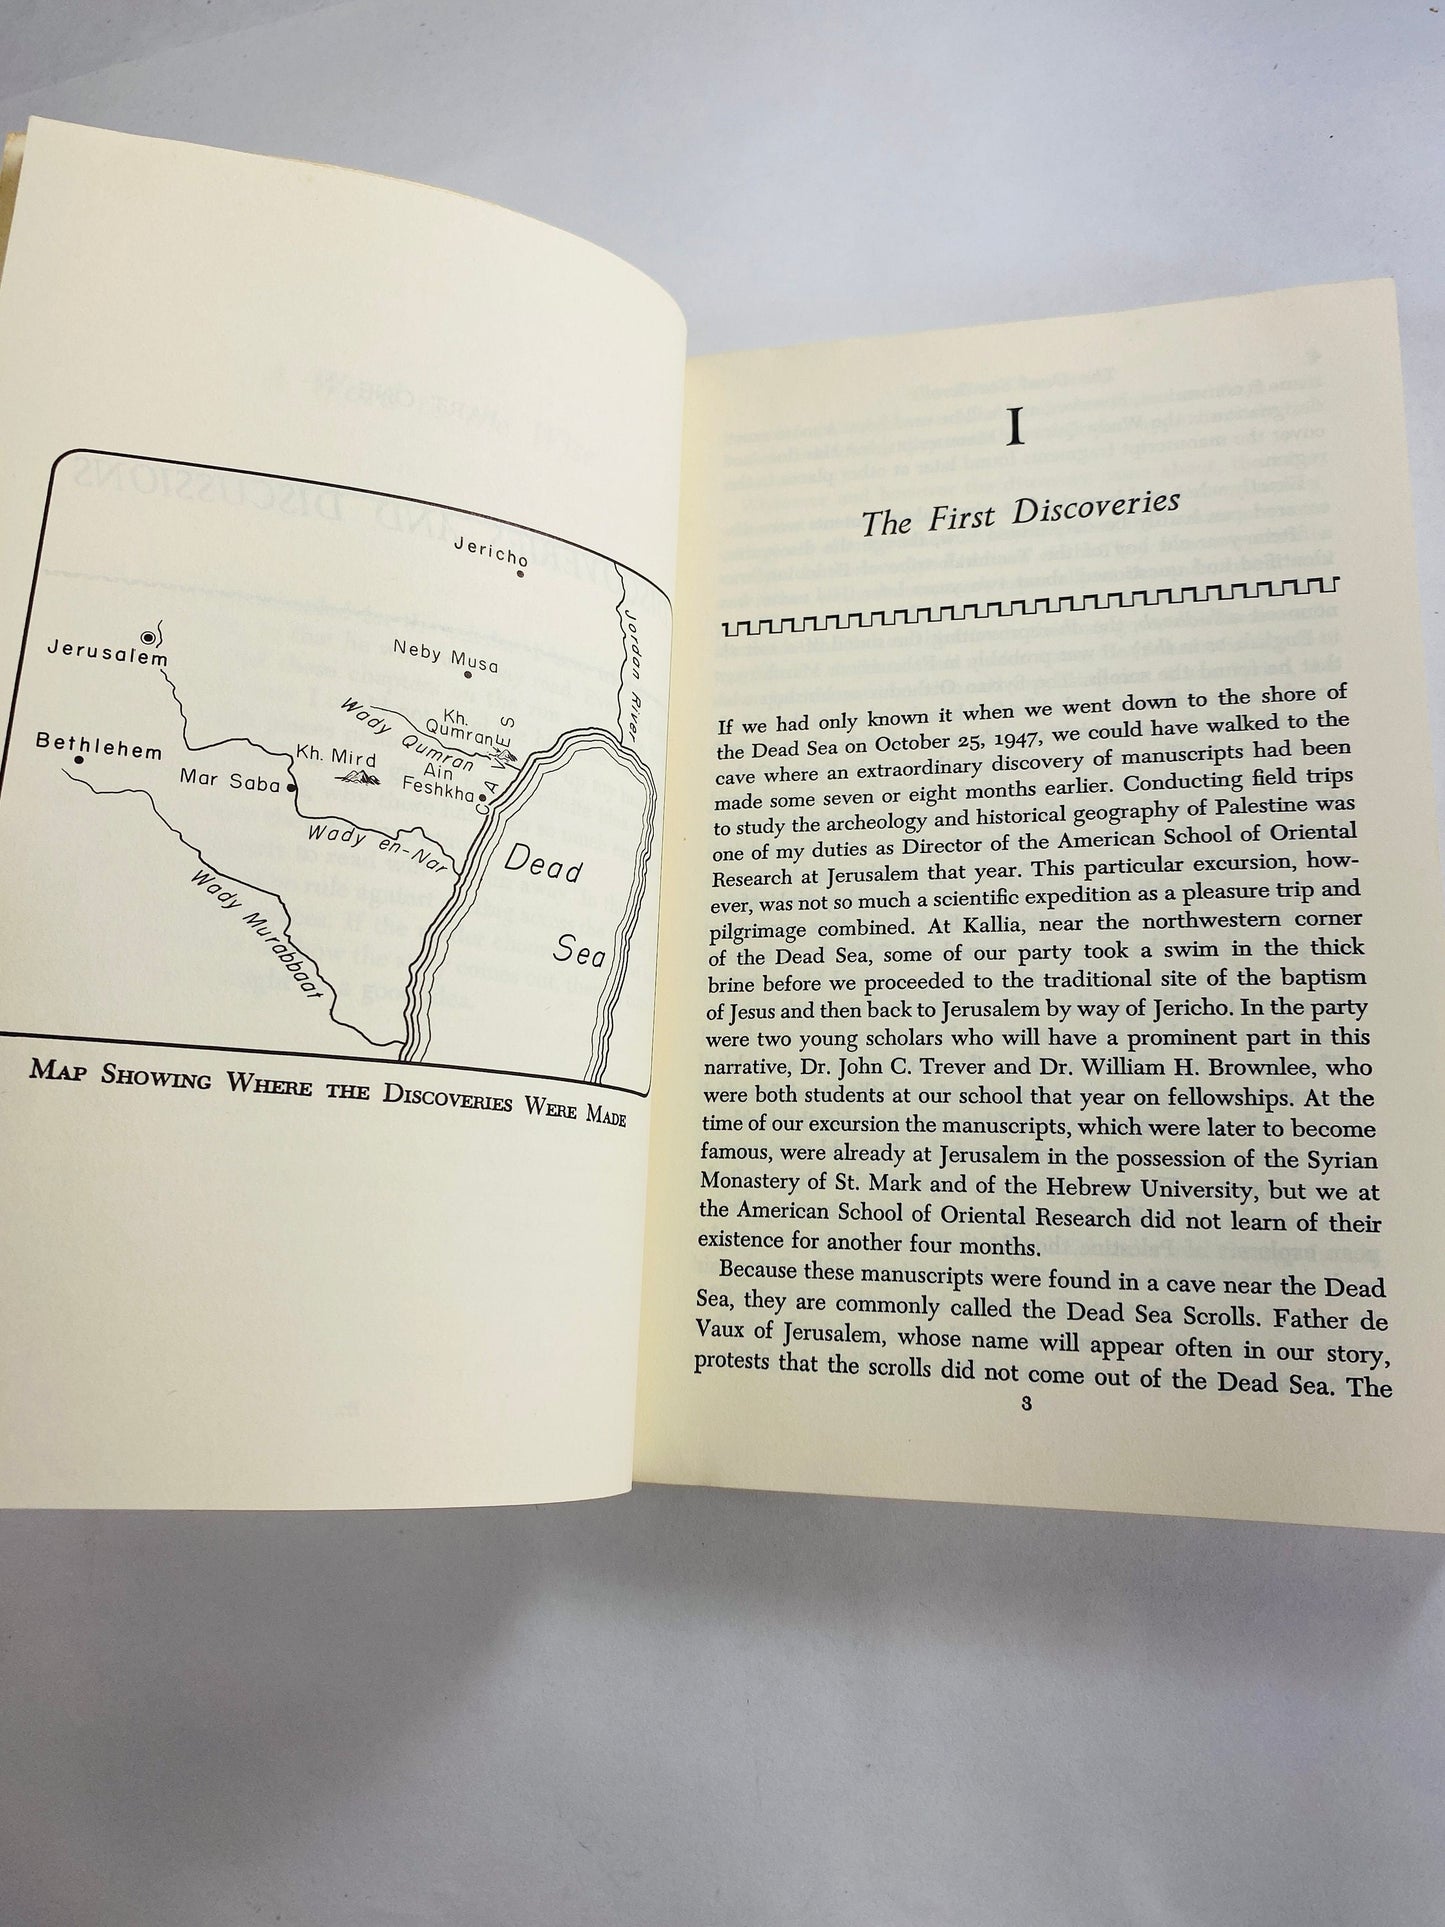 Jericho
Jordan River
Jerusalem
Neby Musa
Kh.
Qumran
Wady Qumran
CAVES
Bethlehem
Kh. Mird
Ain
Feshkha
Mar Saba
Wady en-Nar
Dead
Sea
Wady Murabbaat
MAP SHOWING WHERE THE DISCOVERIES WERE MADE
I
The First Discoveries
If we had only known it when we went down to the shore of
the Dead Sea on October 25, 1947, we could have walked to the
cave where an extraordinary discovery of manuscripts had been
made some seven or eight months earlier. Conducting field trips
to study the archeology and historical geography of Palestine was
one of my duties as Director of the American School of Oriental
Research at Jerusalem that year. This particular excursion, how-
ever, was not so much a scientific expedition as a pleasure trip and
pilgrimage combined. At Kallia, near the northwestern corner
of the Dead Sea, some of our party took a swim in the thick
brine before we proceeded to the traditional site of the baptism
of Jesus and then back to Jerusalem by way of Jericho. In the party
were two young scholars who will have a prominent part in this
narrative, Dr. John C. Trever and Dr. William H. Brownlee, who
were both students at our school that year on fellowships. At the
time of our excursion the manuscripts, which were later to become
famous, were already at Jerusalem in the possession of the Syrian
Monastery of St. Mark and of the Hebrew University, but we at
the American School of Oriental Research did not learn of their
existence for another four months.
Because these manuscripts were found in a cave near the Dead
Sea, they are commonly called the Dead Sea Scrolls. Father de
Vaux of Jerusalem, whose name will appear often in our story,
protests that the scrolls did not come out of the Dead Sea. The
3